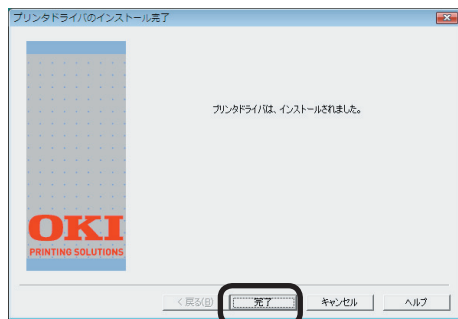 プリンタドライバのインストール完了
プリンタドライバは、インストールされました。
OKI
PRINTING SOLUTIONS
< 戻る(B)
完了
キャンセル
ヘルプ